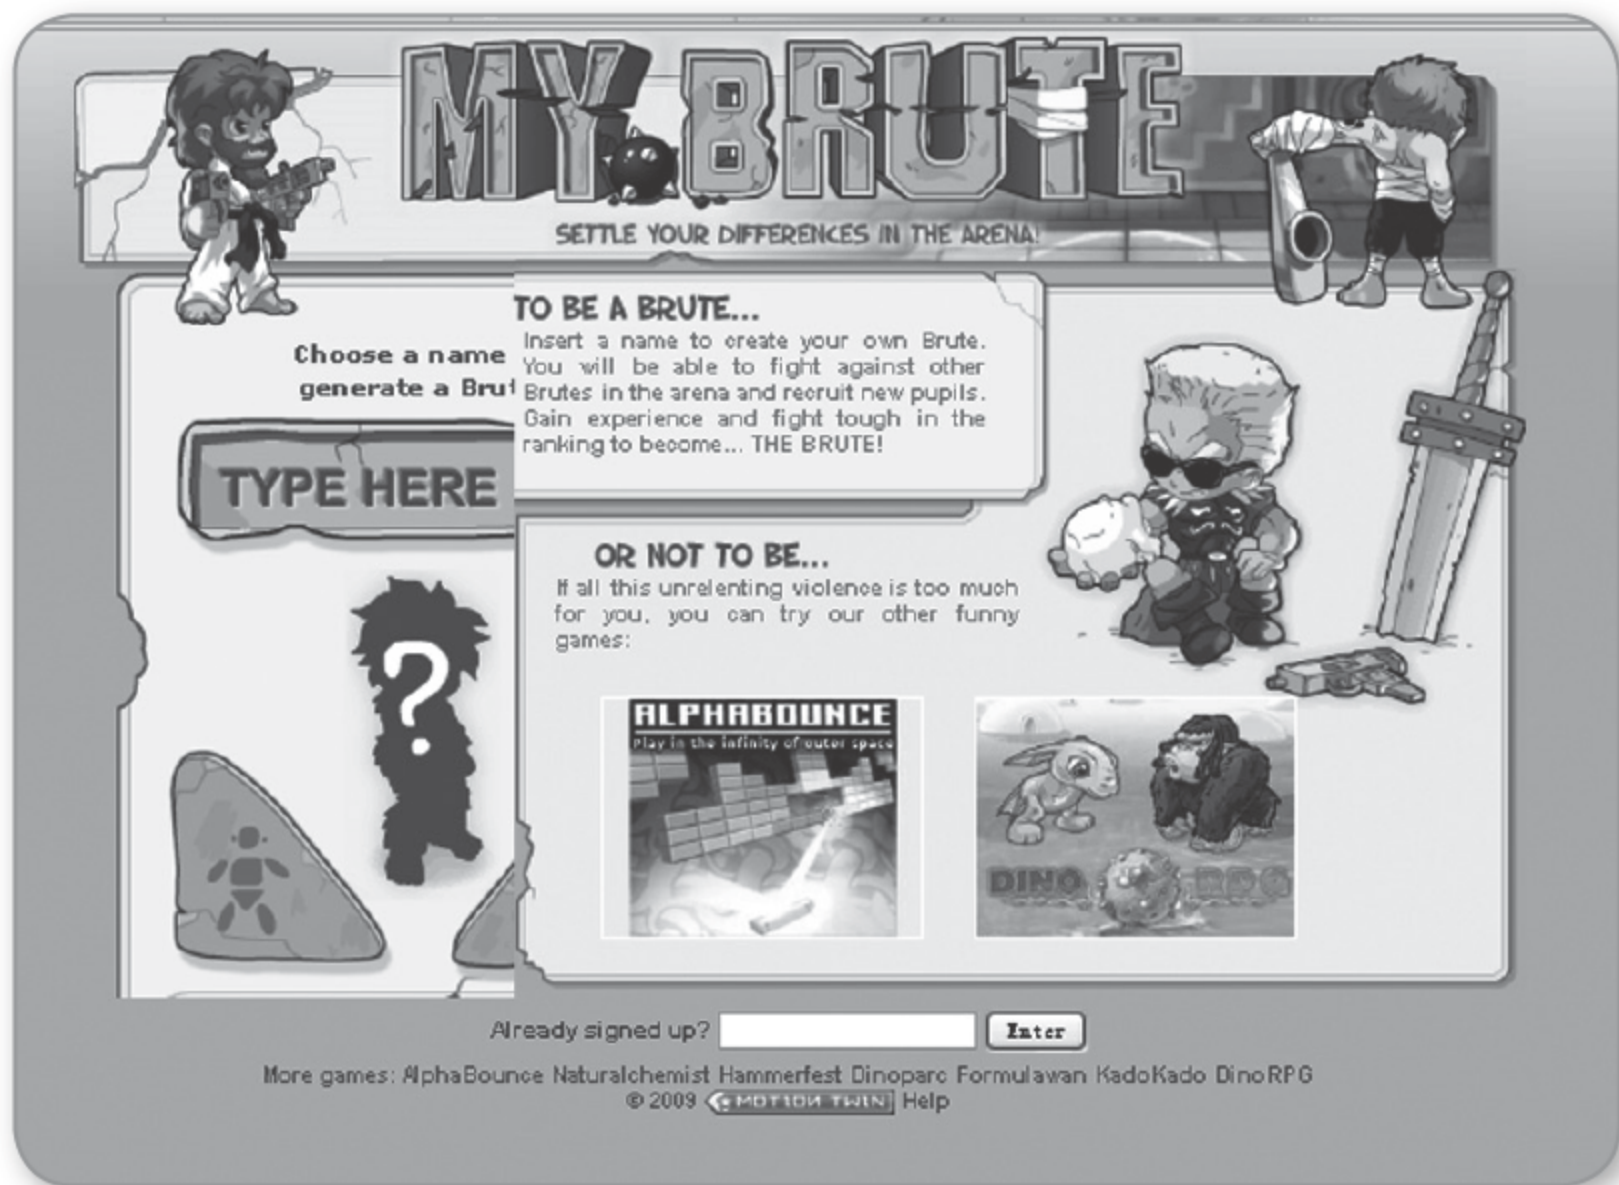 MY BRUTE
SETTLE YOUR DIFFERENCES IN THE ARENA!
Choose a name
generate a Brut
TYPE HERE
?
TO BE A BRUTE...
Insert a name to create your own Brute.
You will be able to fight against other
Brutes in the arena and recruit new pupils.
Gain experience and fight tough in the
ranking to become... THE BRUTE!
OR NOT TO BE...
If all this unrelenting violence is too much
for you, you can try our other funny
games:
ALPHABOUNCE
Play in the infinity of outer space
DINO RPG
Already signed up? Enter
More games: AlphaBounce Naturalchemist Hammerfest Dinoparc Formulawan KadoKado DinoRPG
© 2009 MOTION TWIN Help